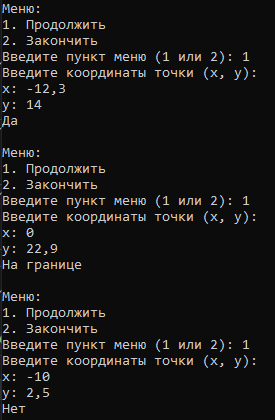 Меню:
1. Продолжить
2. Закончить
Введите пункт меню (1 или 2): 1
Введите координаты точки (x, y):
x: -12,3
y: 14
Да

Меню:
1. Продолжить
2. Закончить
Введите пункт меню (1 или 2): 1
Введите координаты точки (x, y):
x: 0
y: 22,9
На границе

Меню:
1. Продолжить
2. Закончить
Введите пункт меню (1 или 2): 1
Введите координаты точки (x, y):
x: -10
y: 2,5
Нет